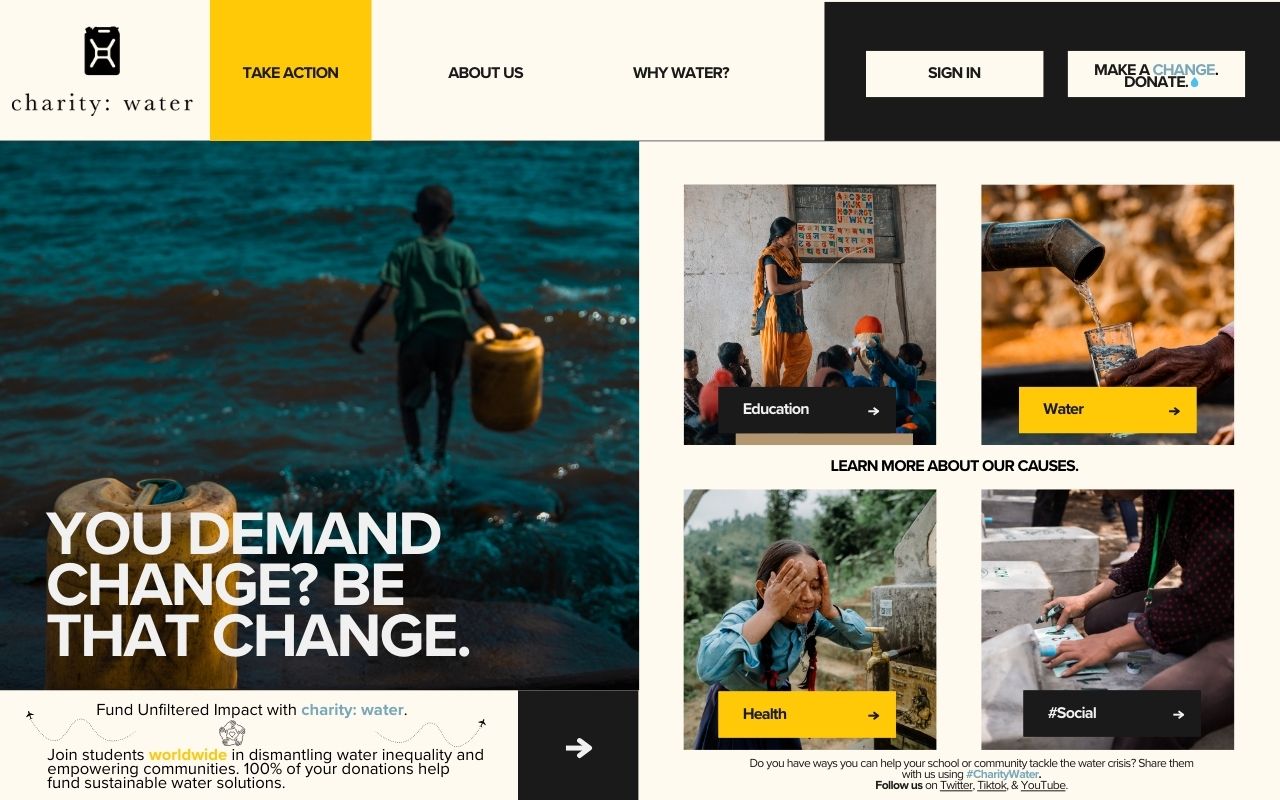 charity: water
TAKE ACTION
ABOUT US
WHY WATER?
SIGN IN
MAKE A CHANGE.
DONATE.
YOU DEMAND
CHANGE? BE
THAT CHANGE.
Fund Unfiltered Impact with charity: water.
Join students worldwide in dismantling water inequality and
empowering communities. 100% of your donations help
fund sustainable water solutions.
A B C D E F
Education
Water
LEARN MORE ABOUT OUR CAUSES.
Health
#Social
Do you have ways you can help your school or community tackle the water crisis? Share them
with us using #CharityWater.
Follow us on Twitter, Tiktok, & YouTube.